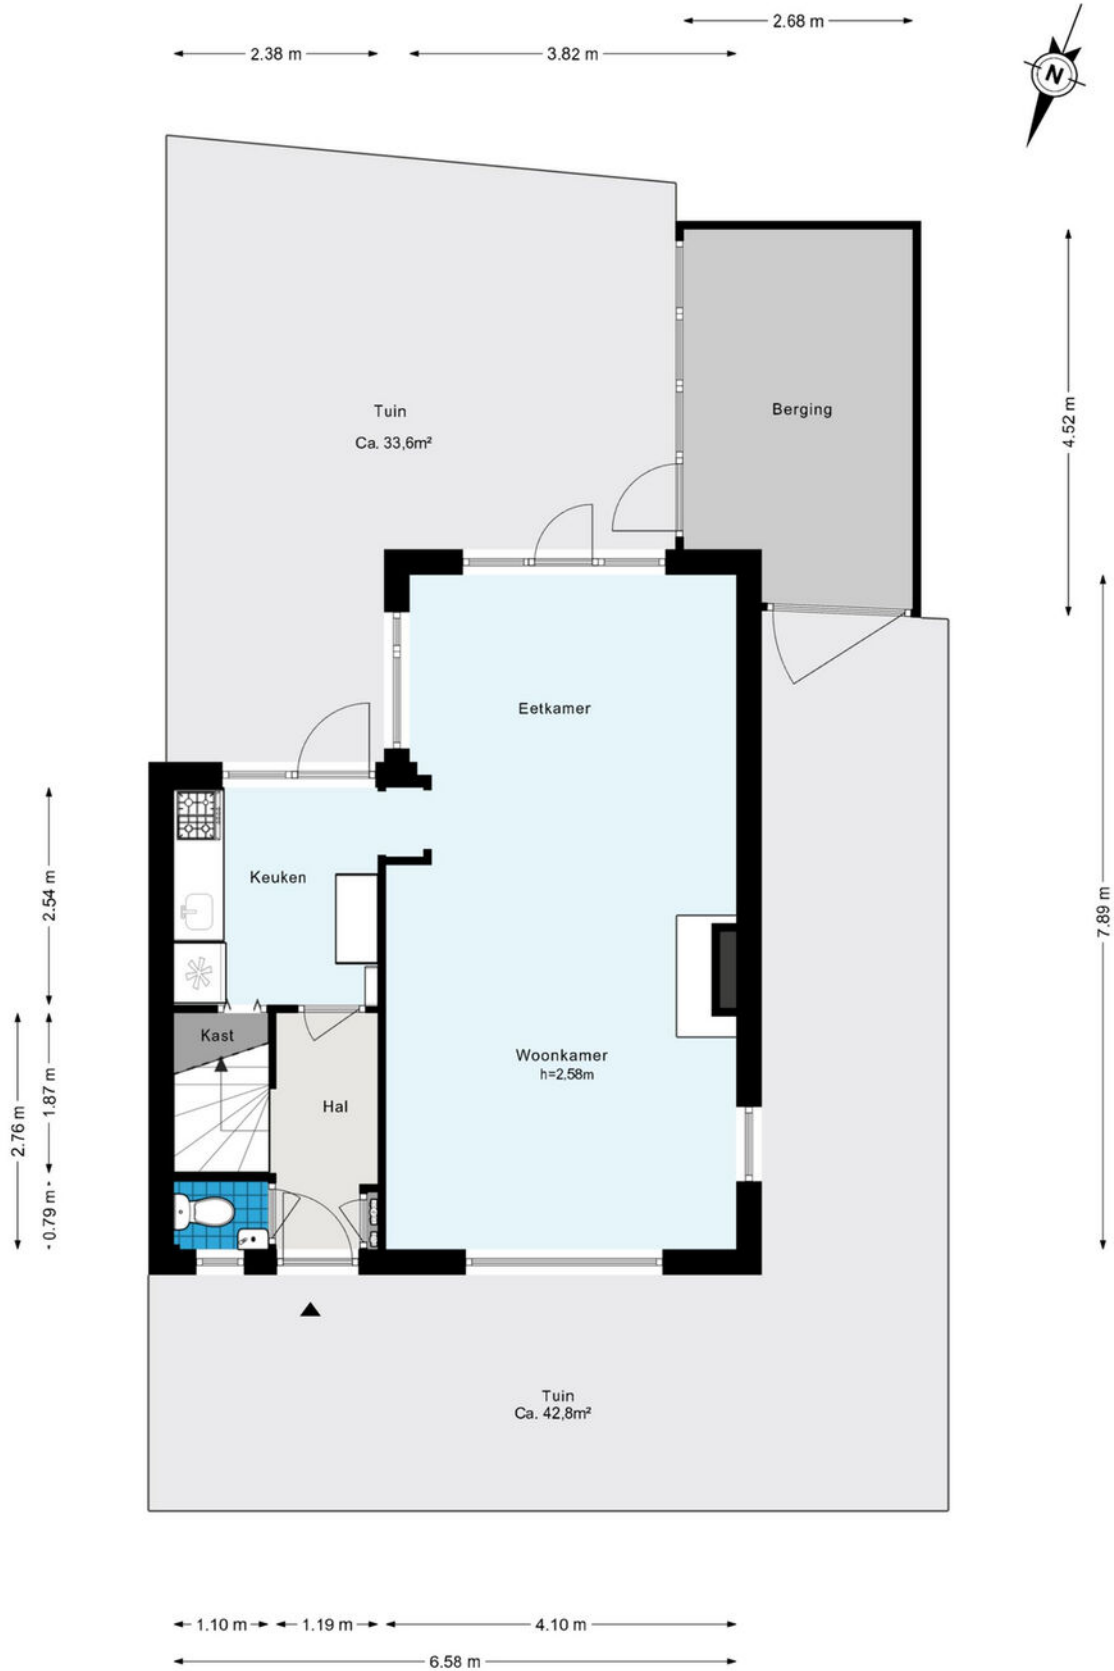 2.68 m
2.38 m
3.82 m
N
Tuin
Ca. 33,6m²
Berging
4.52 m
Eetkamer
Keuken
2.54 m
7.89 m
Kast
Woonkamer
h=2,58m
Hal
1.87 m
2.76 m
0.79 m
Tuin
Ca. 42,8m²
1.10 m
1.19 m
4.10 m
6.58 m